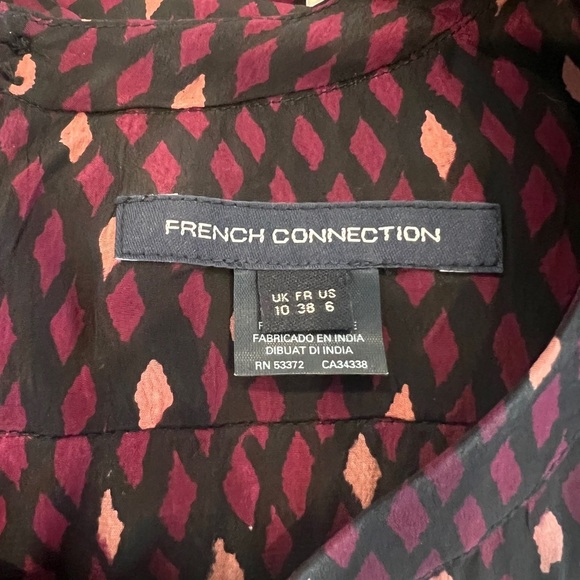 FRENCH CONNECTION
UK FR US
10 38 6
FABRICADO EN INDIA
DIBUAT DI INDIA
RN 53372 CA34338